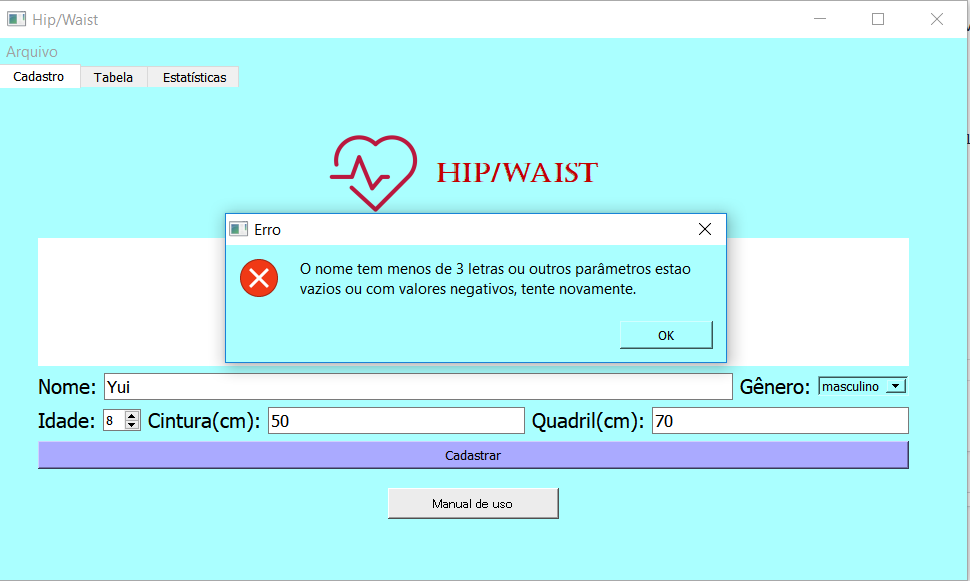 Hip/Waist
Arquivo
Cadastro Tabela Estatísticas
HIP/WAIST
Erro
O nome tem menos de 3 letras ou outros parâmetros estao
vazios ou com valores negativos, tente novamente.
OK
Nome: Yui Gênero: masculino
Idade: 8 Cintura(cm): 50 Quadril(cm): 70
Cadastrar
Manual de uso